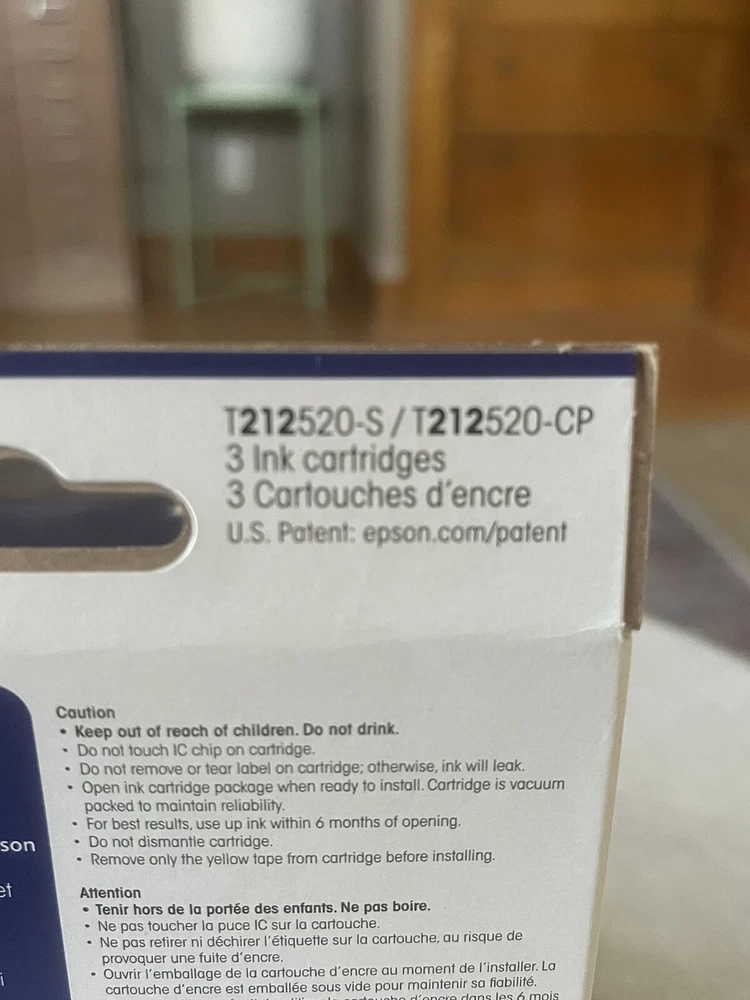 T212520-S / T212520-CP
3 Ink cartridges
3 Cartouches d'encre
U.S. Patent: epson.com/patent
Caution
• Keep out of reach of children. Do not drink.
• Do not touch IC chip on cartridge.
• Do not remove or tear label on cartridge; otherwise, ink will leak.
• Open ink cartridge package when ready to install. Cartridge is vacuum
packed to maintain reliability.
• For best results, use up ink within 6 months of opening.
• Do not dismantle cartridge.
• Remove only the yellow tape from cartridge before installing.
son
et
i
Attention
• Tenir hors de la portée des enfants. Ne pas boire.
• Ne pas toucher la puce IC sur la cartouche.
• Ne pas retirer ni déchirer l'étiquette sur la cartouche, au risque de
provoquer une fuite d'encre.
• Ouvrir l'emballage de la cartouche d'encre au moment de l'installer. La
cartouche d'encre est emballée sous vide pour maintenir sa fiabilité.
cartouche d'encre dans les 6 mois